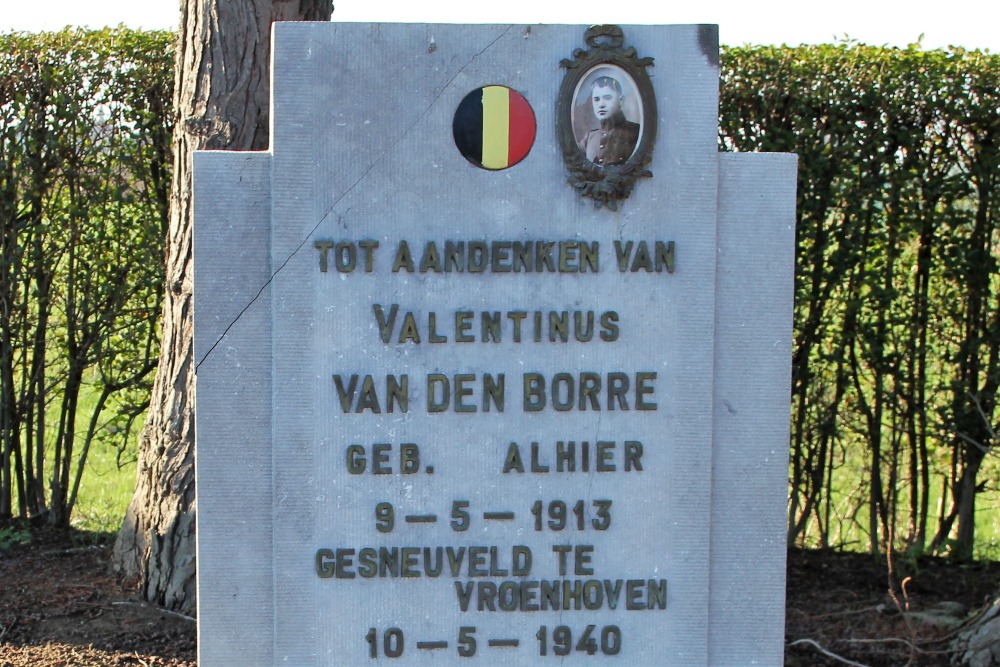 TOT AANDENKEN VAN
VALENTINUS
VAN DEN BORRE
GEB. ALHIER
9 – 5 – 1913
GESNEUVELD TE
VROENHOVEN
10 – 5 – 1940